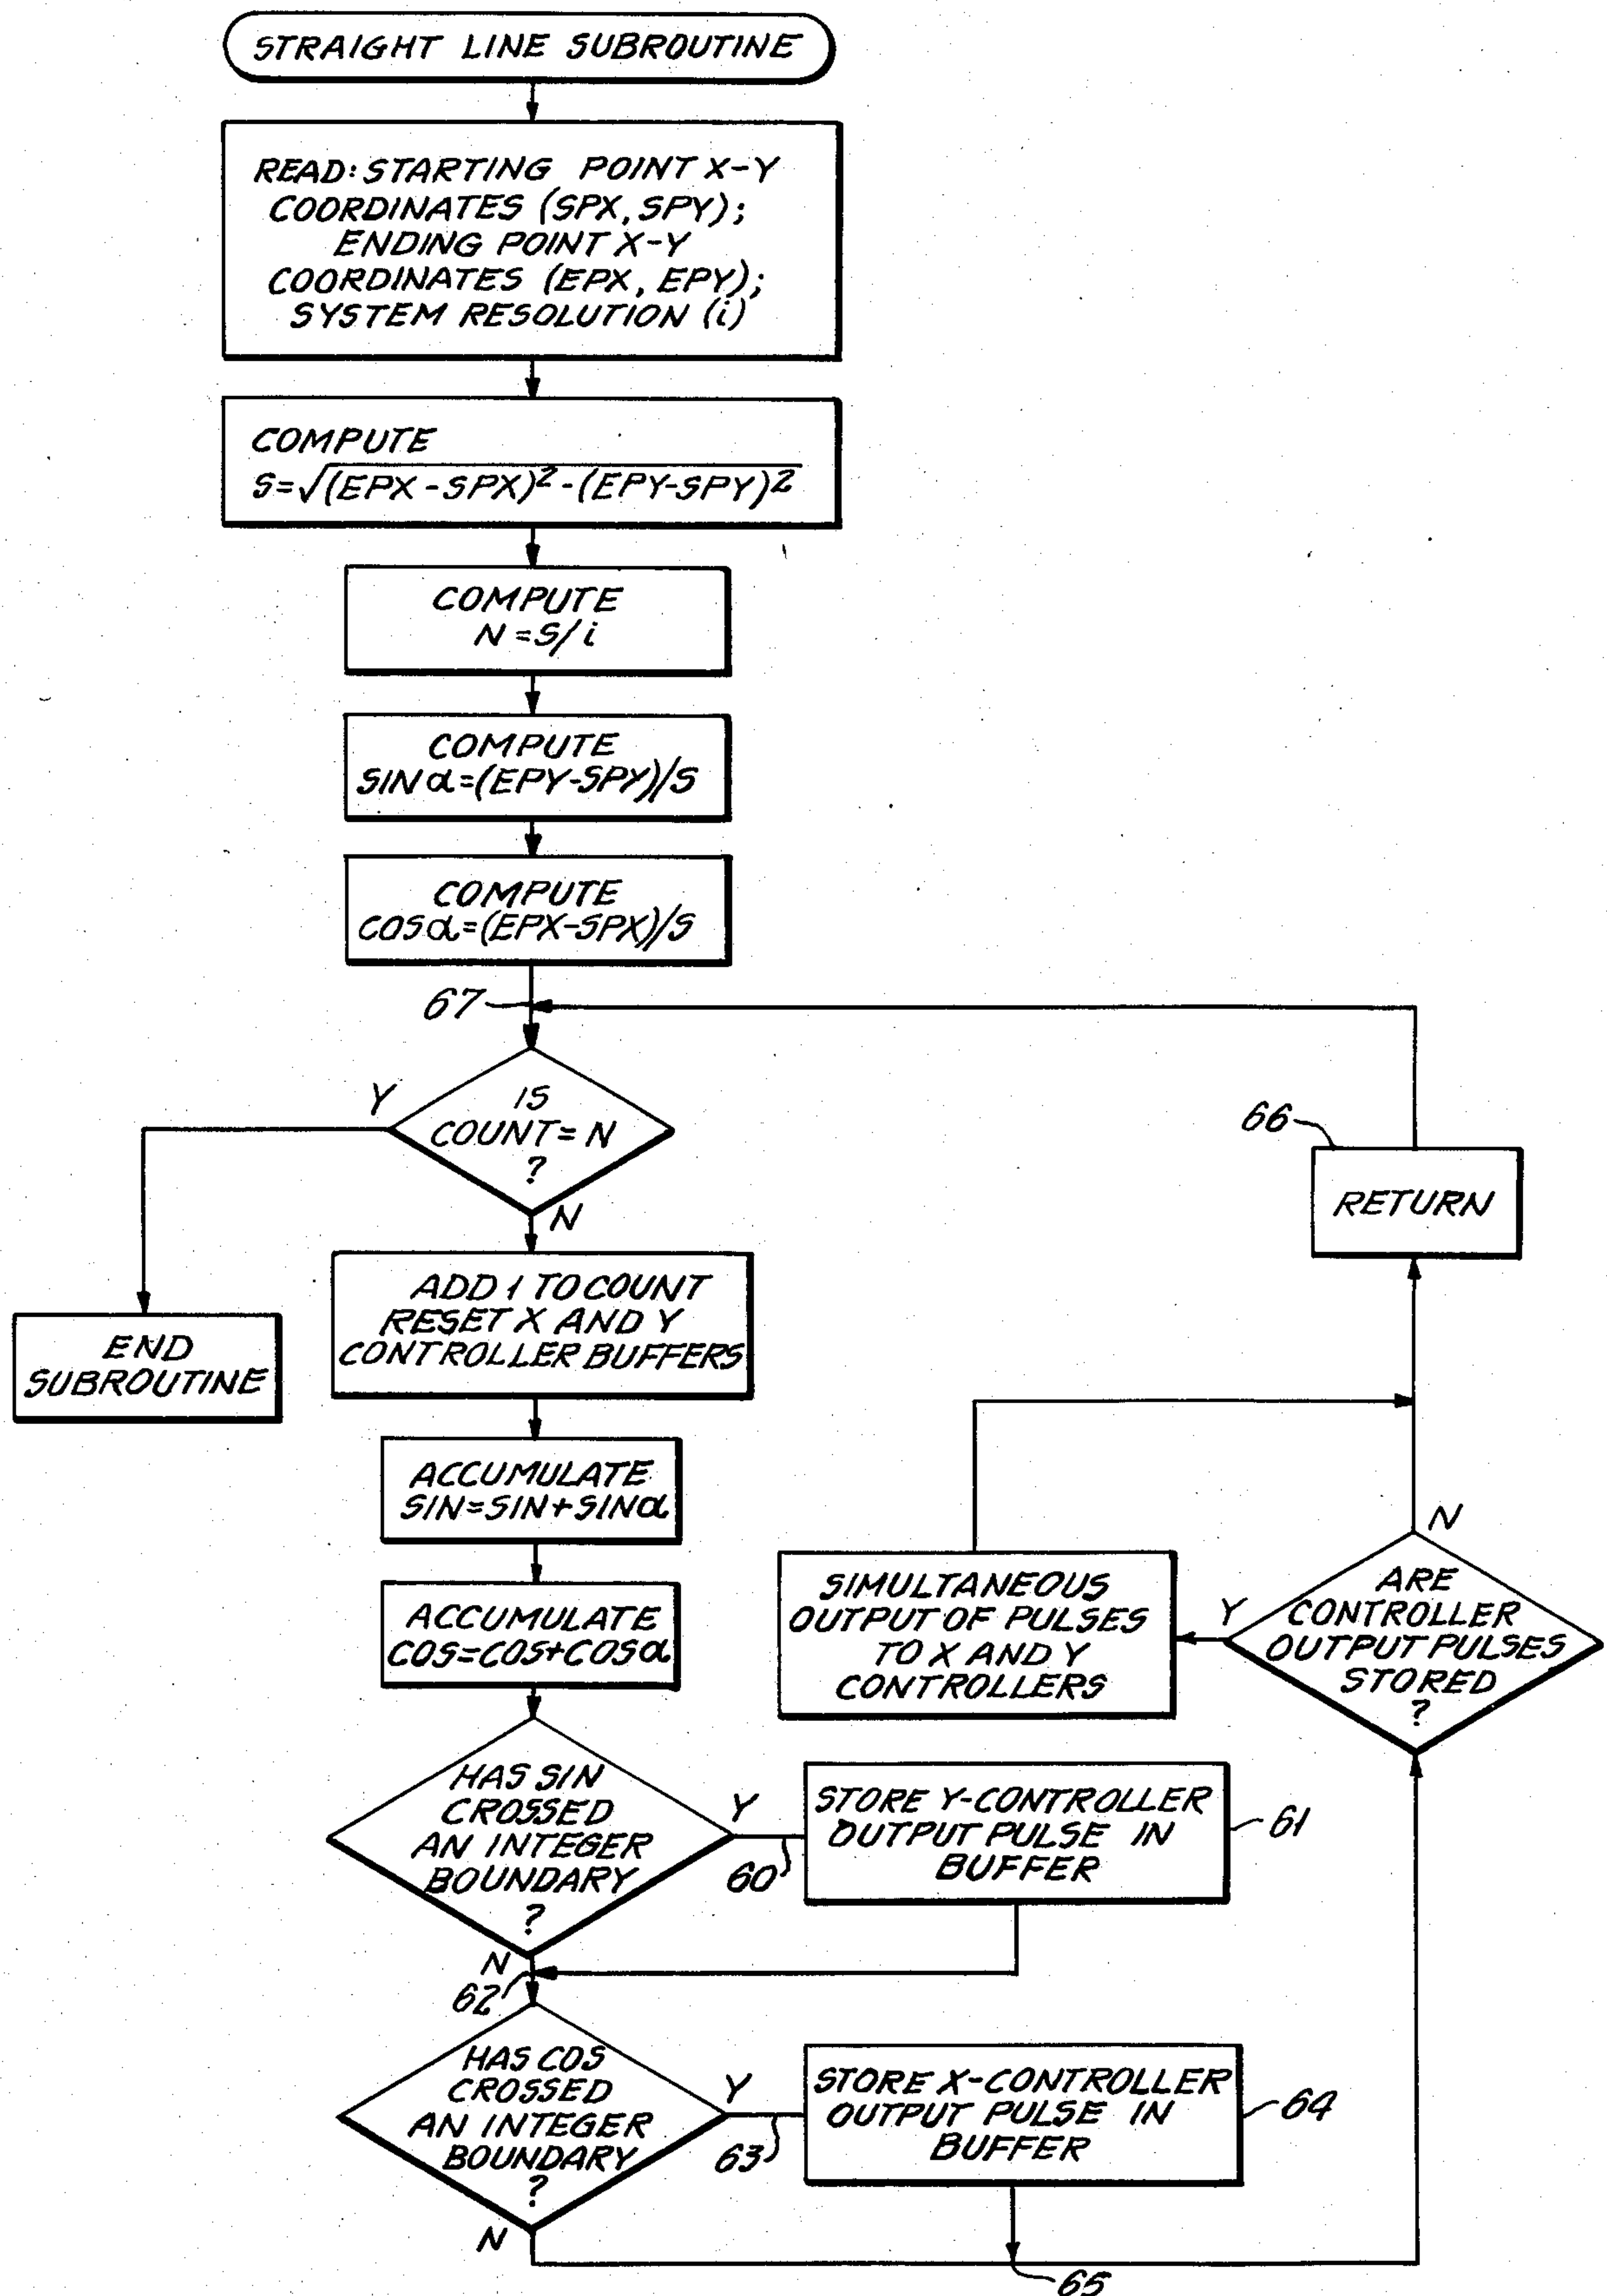 STRAIGHT LINE SUBROUTINE
READ: STARTING POINT X-Y
COORDINATES (SPX, SPY);
ENDING POINT X-Y
COORDINATES (EPX, EPY);
SYSTEM RESOLUTION (i)
COMPUTE
S=√(EPX-SPX)²-(EPY-SPY)²
COMPUTE
N=S/i
COMPUTE
SIN α=(EPY-SPY)/S
COMPUTE
COS α=(EPX-SPX)/S
67
IS
COUNT=N
?
Y
N
END
SUBROUTINE
ADD 1 TO COUNT
RESET X AND Y
CONTROLLER BUFFERS
ACCUMULATE
SIN=SIN+SINα
ACCUMULATE
COS=COS+COSα
HAS SIN
CROSSED
AN INTEGER
BOUNDARY
?
Y
60
N
STORE Y-CONTROLLER
OUTPUT PULSE IN
BUFFER
61
62
HAS COS
CROSSED
AN INTEGER
BOUNDARY
?
Y
63
N
STORE X-CONTROLLER
OUTPUT PULSE IN
BUFFER
64
65
ARE
CONTROLLER
OUTPUT PULSES
STORED
?
Y
N
SIMULTANEOUS
OUTPUT OF PULSES
TO X AND Y
CONTROLLERS
66
RETURN